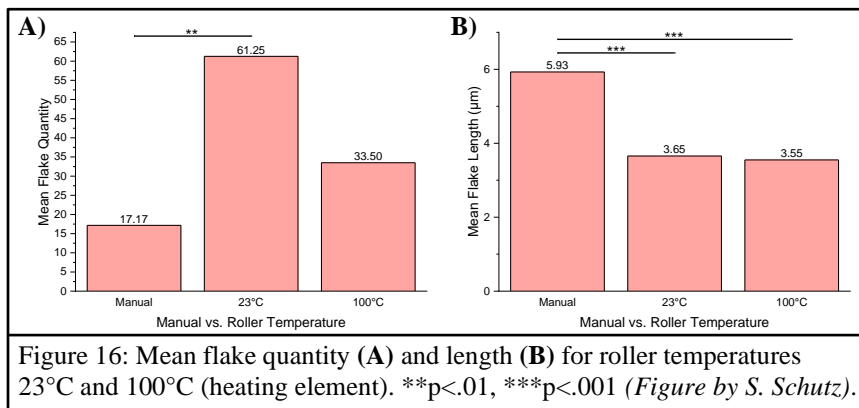 A)
**
65
60
55
50
45
40
35
30
25
20
15
10
5
0
Mean Flake Quantity
17.17
61.25
33.50
Manual
23°C
100°C
Manual vs. Roller Temperature
B)
***
***
6
4
2
0
Mean Flake Length (μm)
5.93
3.65
3.55
Manual
23°C
100°C
Manual vs. Roller Temperature
Figure 16: Mean flake quantity (A) and length (B) for roller temperatures
23°C and 100°C (heating element). **p<.01, ***p<.001 (Figure by S. Schutz).